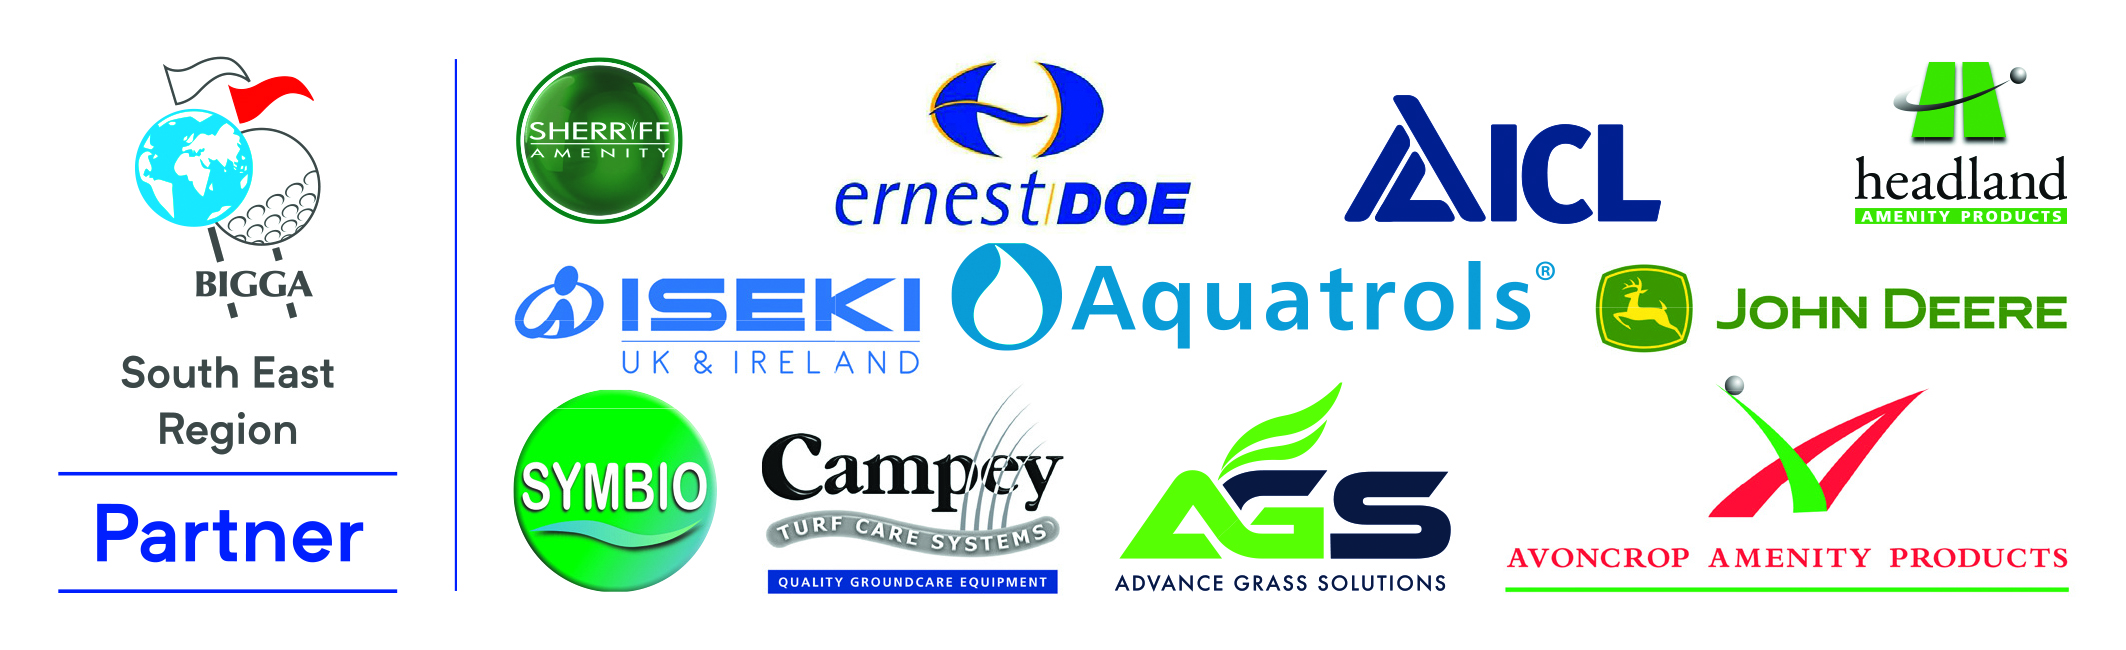 BIGGA
South East
Region
Partner
SHERRIFF
AMENITY
ernest DOE
ICL
headland
AMENITY PRODUCTS
ISEKI
UK & IRELAND
Aquatrols®
JOHN DEERE
SYMBIO
Campey
TURF CARE SYSTEMS
QUALITY GROUNDCARE EQUIPMENT
AGS
ADVANCE GRASS SOLUTIONS
AVONCROP AMENITY PRODUCTS